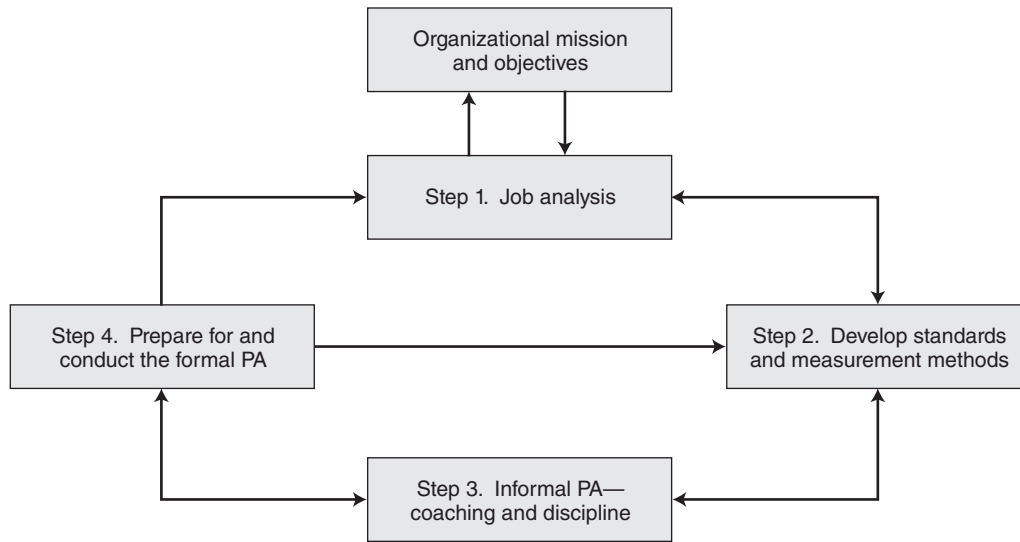 Organizational mission
and objectives
Step 1.  Job analysis
Step 4.  Prepare for and
conduct the formal PA
Step 2.  Develop standards
and measurement methods
Step 3.  Informal PA—
coaching and discipline